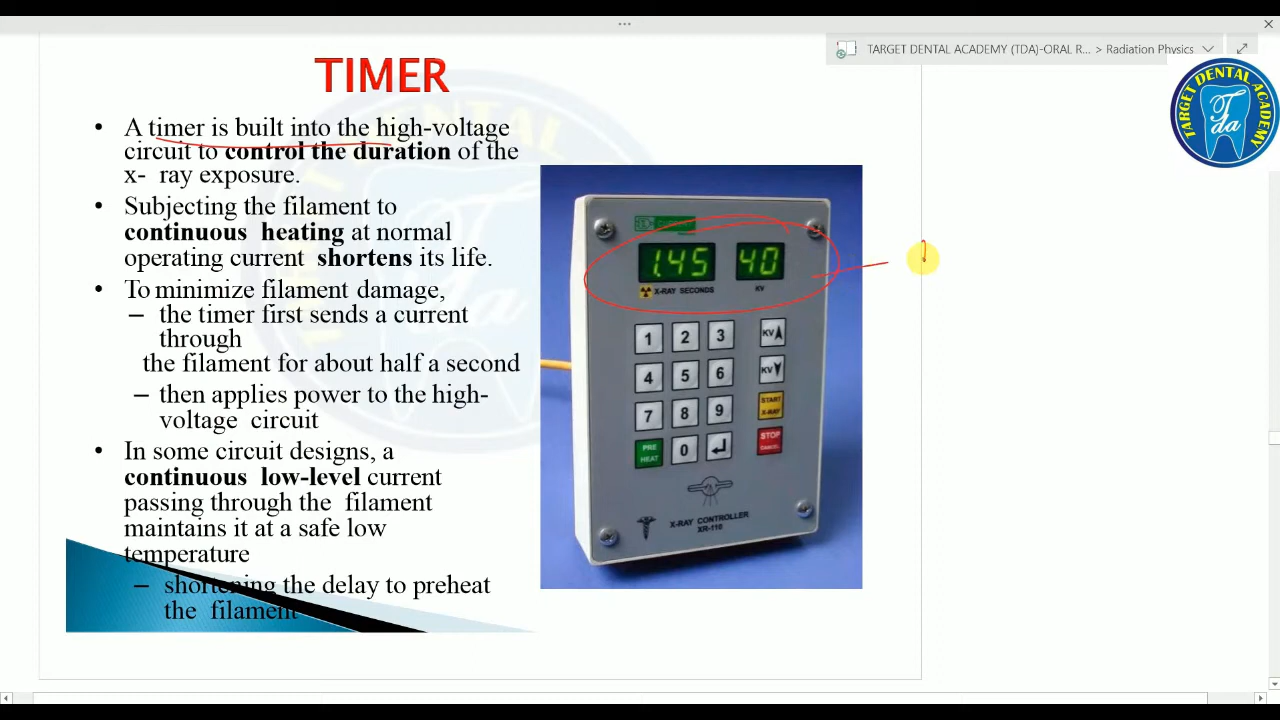 TARGET DENTAL ACADEMY (TDA)-ORAL R... > Radiation Physics
TARGET DENTAL ACADEMY
Tda
TIMER
• A timer is built into the high-voltage
circuit to control the duration of the
x- ray exposure.
• Subjecting the filament to
continuous heating at normal
operating current shortens its life.
• To minimize filament damage,
– the timer first sends a current
through
the filament for about half a second
– then applies power to the high-
voltage circuit
• In some circuit designs, a
continuous low-level current
passing through the filament
maintains it at a safe low
temperature
– shortening the delay to preheat
the filament
1.45 40
X-RAY SECONDS KV
1 2 3 KV
4 5 6 KV
7 8 9 START X-RAY
PRE HEAT 0 STOP CANCEL
X-RAY CONTROLLER
XR-110